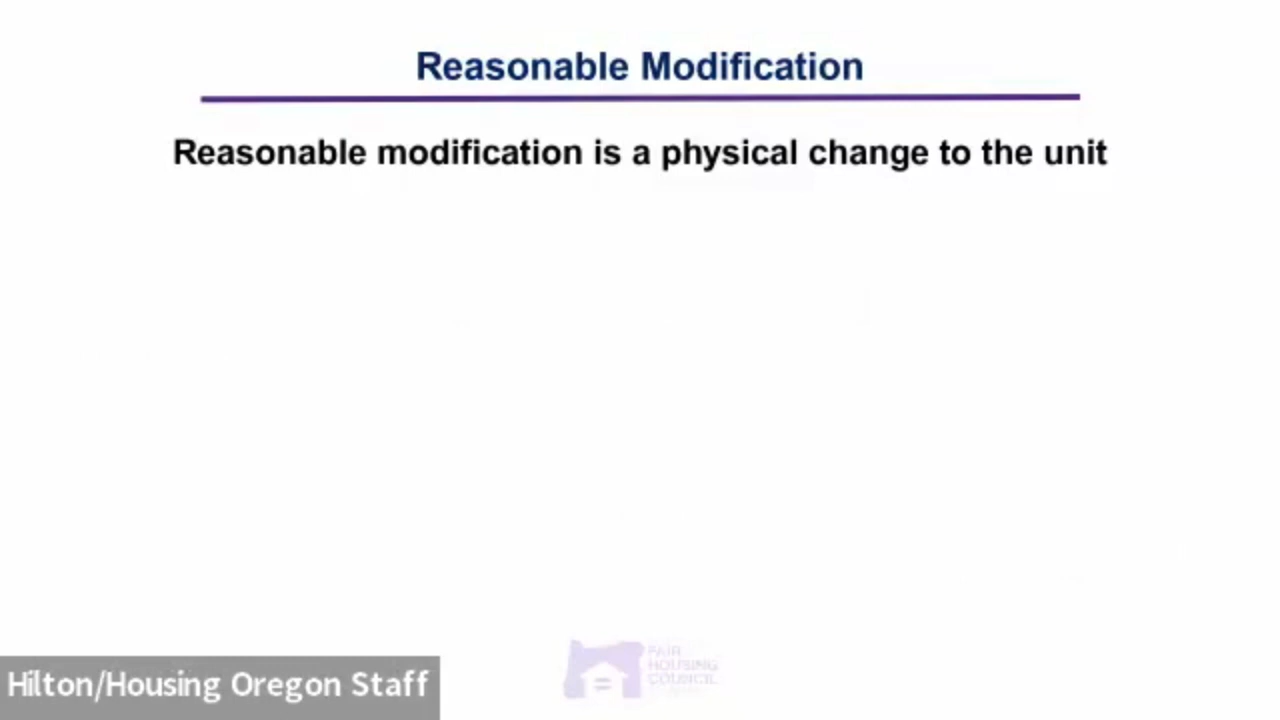 Reasonable Modification
Reasonable modification is a physical change to the unit
FAIR
HOUSING
COUNCIL
Hilton/Housing Oregon Staff